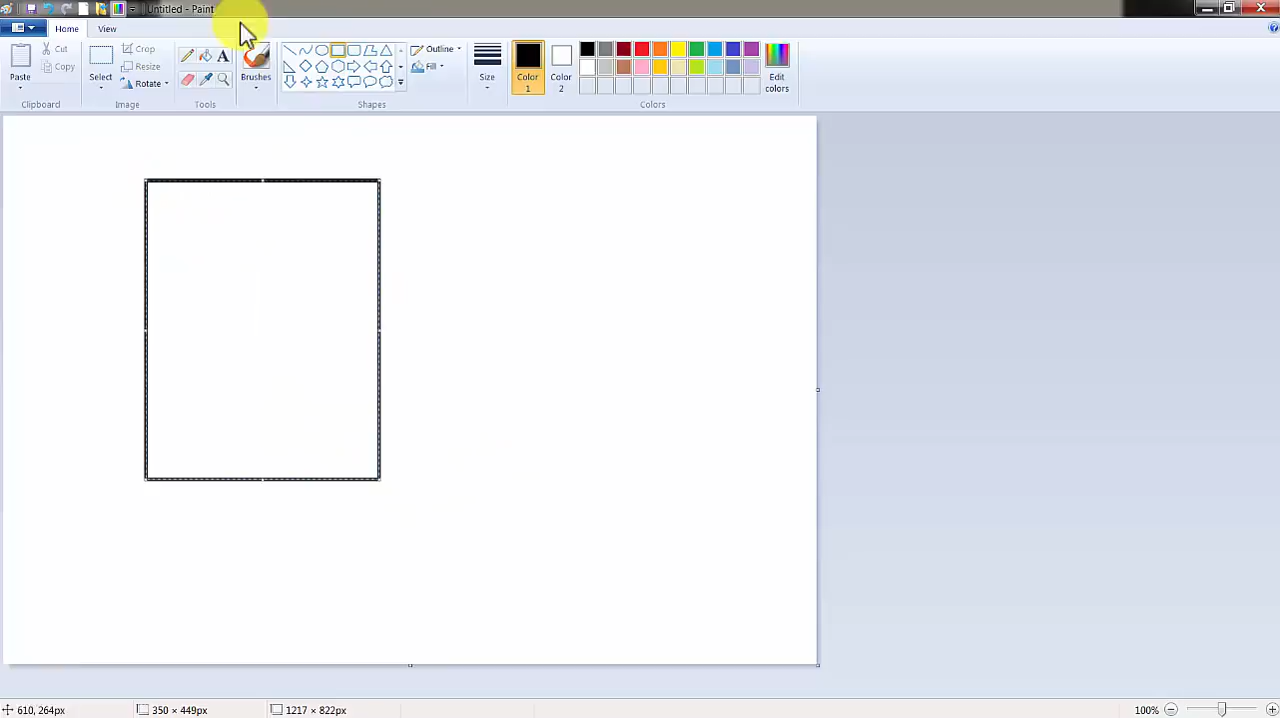 Untitled - Paint
Home View
Paste
Cut
Copy
Clipboard
Select
Crop
Resize
Rotate
Image
A
Tools
Brushes
Shapes
Outline
Fill
Size
Color 1
Color 2
Edit colors
Colors
610, 264px 350 × 449px 1217 × 822px 100%